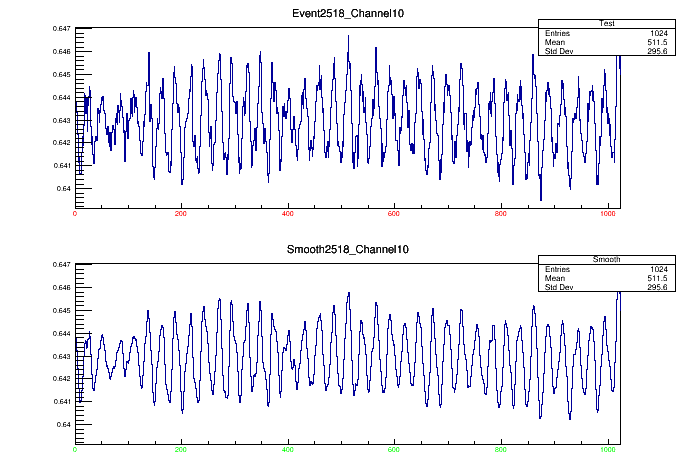 Event2518_Channel10
Test
Entries 1024
Mean 511.5
Std Dev 295.6
0.647
0.646
0.645
0.644
0.643
0.642
0.641
0.64
0 200 400 600 800 1000
Smooth2518_Channel10
Smooth
Entries 1024
Mean 511.5
Std Dev 295.6
0.647
0.646
0.645
0.644
0.643
0.642
0.641
0.64
0 200 400 600 800 1000